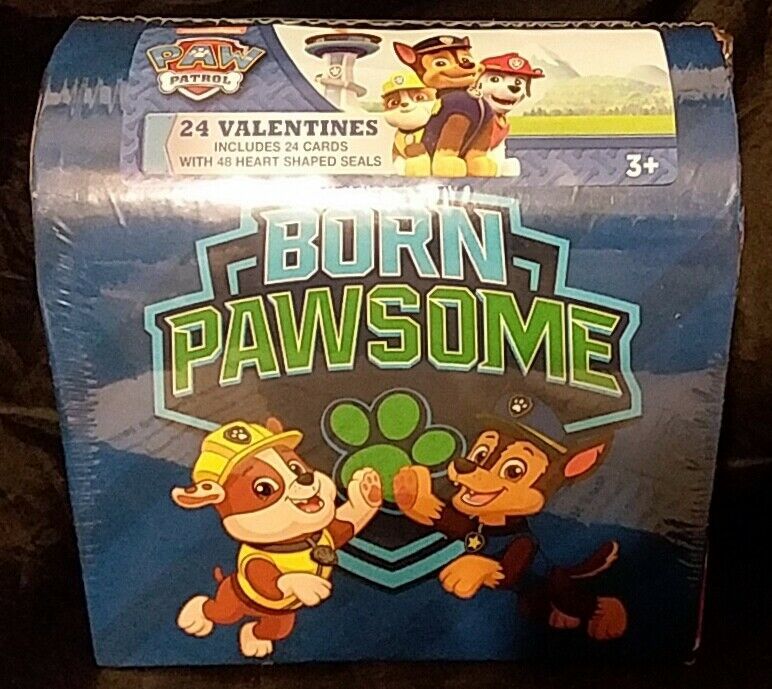 PAW
PATROL
24 VALENTINES
INCLUDES 24 CARDS
WITH 48 HEART SHAPED SEALS
3+
BORN
PAWSOME